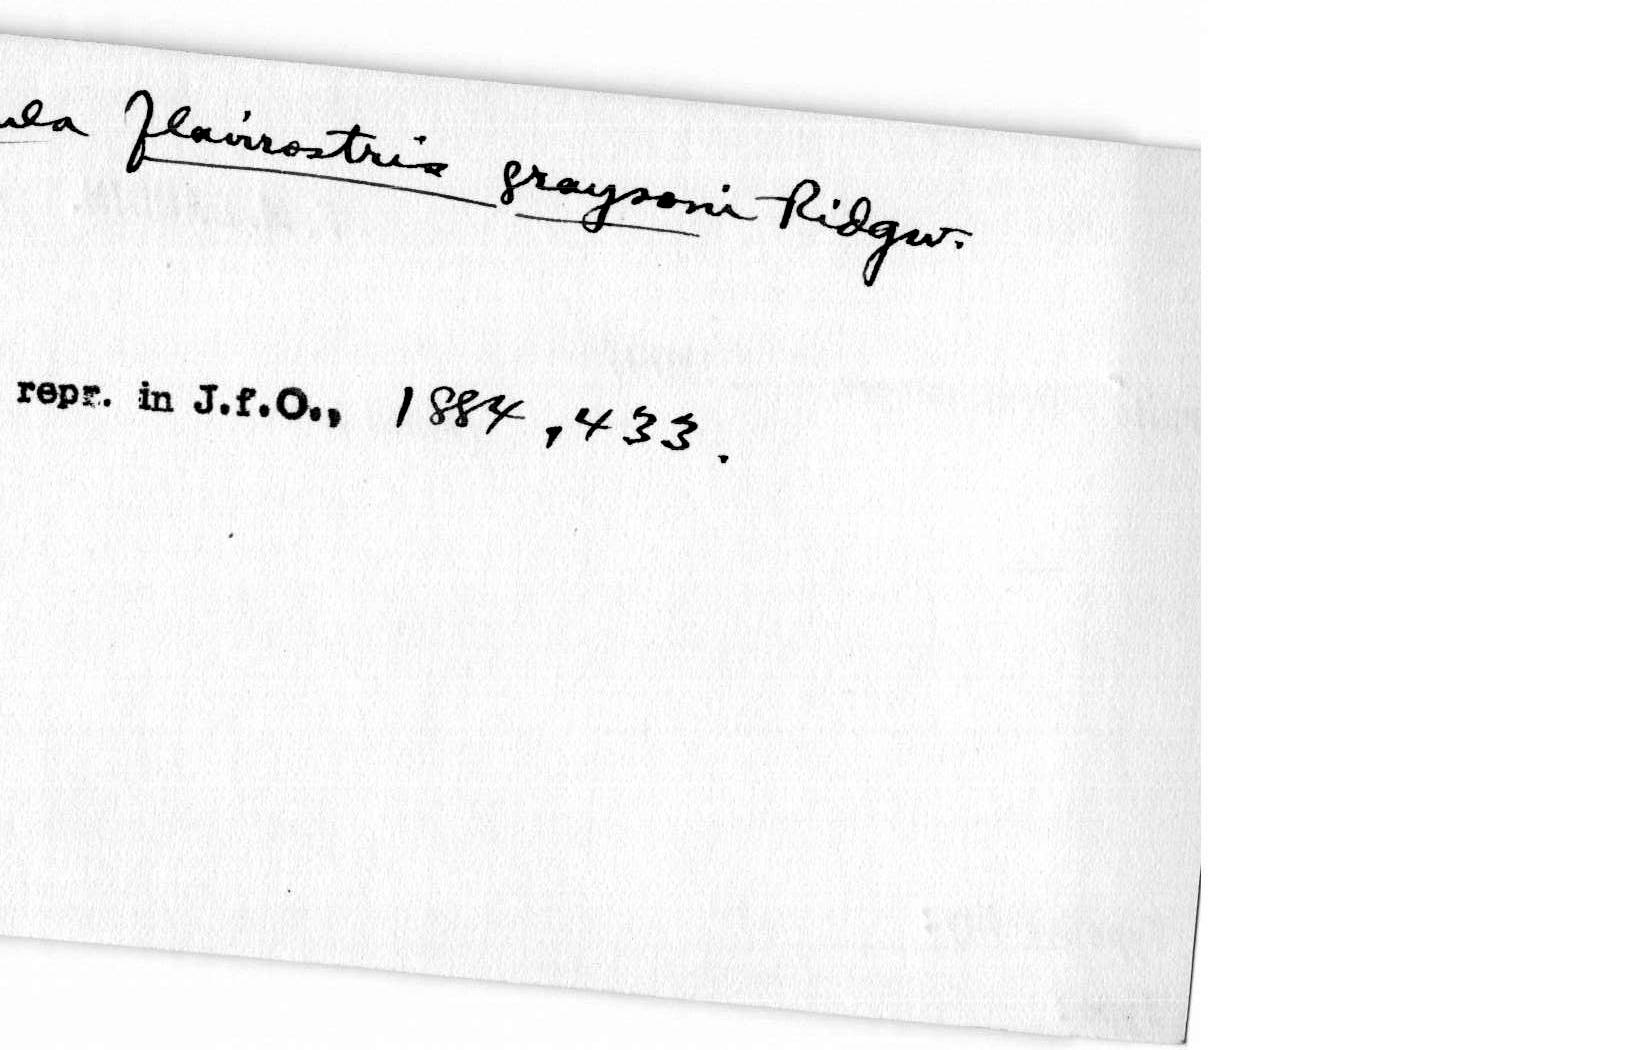 ula flavirostris graysoni Ridgw.
repr. in J.f.O., 1884, 433.